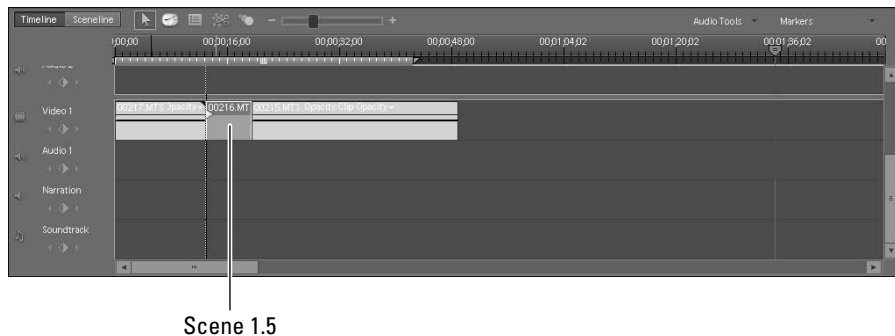 Timeline Sceneline Audio Tools Markers
00;00;16;00 00;00;32;00 00;00;48;00 00;01;04;02 00;01;20;02 00;01;36;02
Video 1
00217.MTS Opacity 00216.MT 00215.MTS Opacity:Clip Opacity
Audio 1
Narration
Soundtrack
Scene 1.5